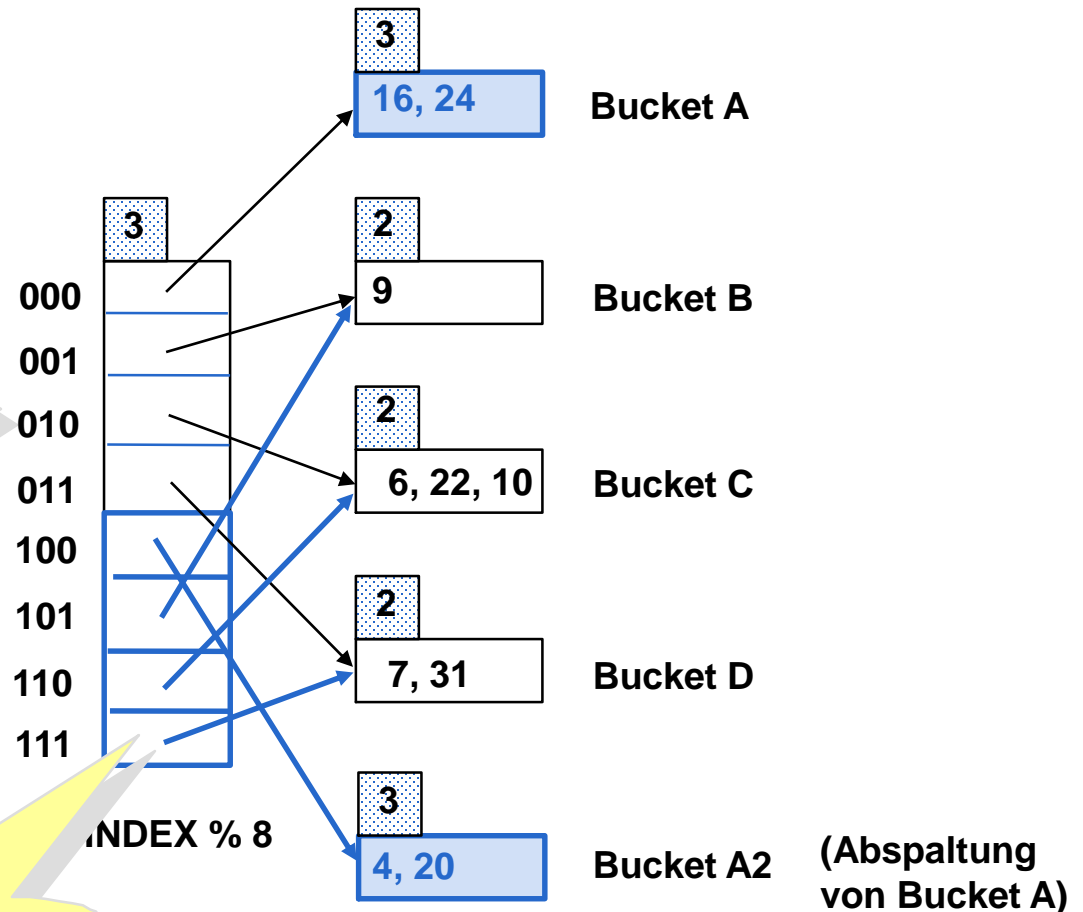 3
16, 24
Bucket A
3
2
000
9
Bucket B
001
2
010
011
6, 22, 10
Bucket C
100
2
101
110
7, 31
Bucket D
111
3
INDEX % 8
4, 20
Bucket A2
(Abspaltung
von Bucket A)